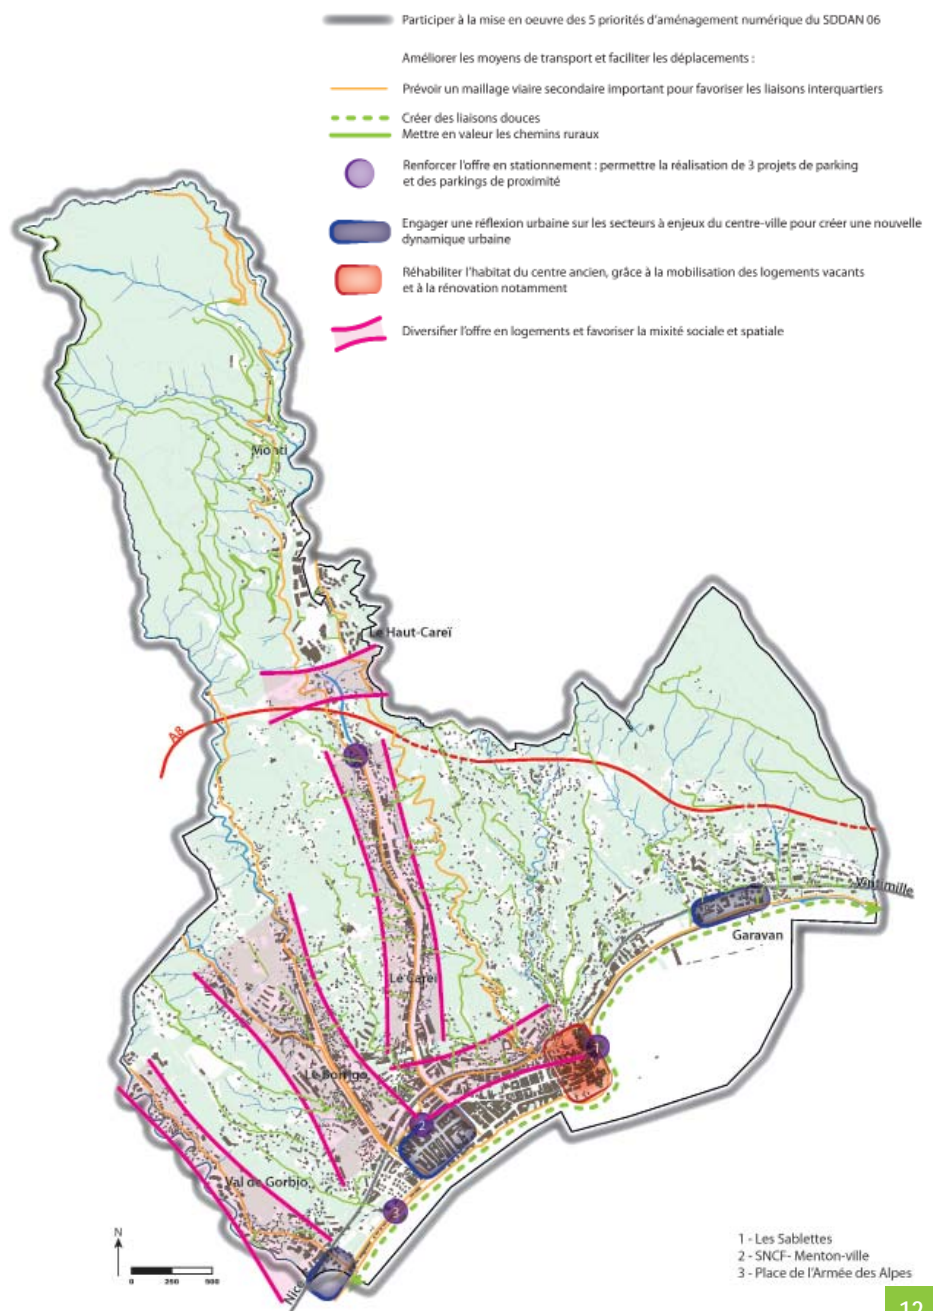 Participer à la mise en oeuvre des 5 priorités d'aménagement numérique du SDDAN 06
Améliorer les moyens de transport et faciliter les déplacements :
Prévoir un maillage viaire secondaire important pour favoriser les liaisons interquartiers
Créer des liaisons douces
Mettre en valeur les chemins ruraux
Renforcer l'offre en stationnement : permettre la réalisation de 3 projets de parking
et des parkings de proximité
Engager une réflexion urbaine sur les secteurs à enjeux du centre-ville pour créer une nouvelle
dynamique urbaine
Réhabiliter l'habitat du centre ancien, grâce à la mobilisation des logements vacants
et à la rénovation notamment
Diversifier l'offre en logements et favoriser la mixité sociale et spatiale
Monti
Le Haut-Careï
A8
Vintimille
Garavan
Le Careï
1
Le Borrigo
2
Val de Gorbio
3
Nice
N
0 250 500
1 - Les Sablettes
2 - SNCF- Menton-ville
3 - Place de l'Armée des Alpes
12